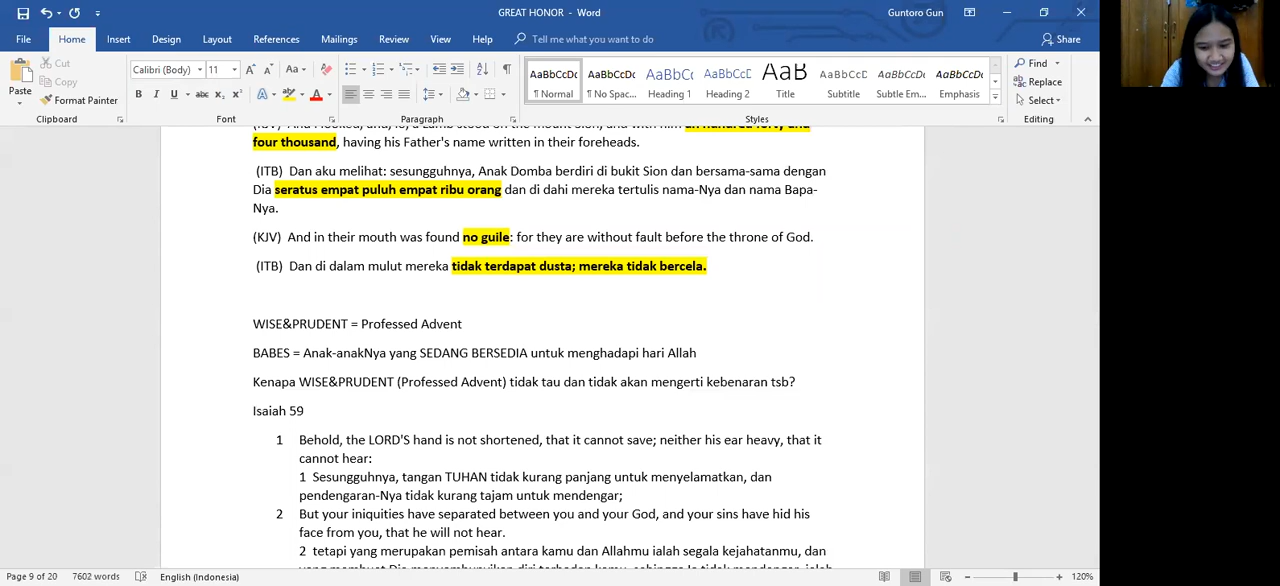 GREAT HONOR - Word
Guntoro Gun
File Home Insert Design Layout References Mailings Review View Help Tell me what you want to do Share
Paste
Cut
Copy
Format Painter
Clipboard
Calibri (Body) 11
Font
Paragraph
AaBbCcDc AaBbCcDc AaBbCc AaBbCcD AaB AaBbCcD AaBbCcDc AaBbCcDc
¶ Normal ¶ No Spac... Heading 1 Heading 2 Title Subtitle Subtle Em... Emphasis
Styles
Find
Replace
Select
Editing
four thousand, having his Father's name written in their foreheads.
(ITB) Dan aku melihat: sesungguhnya, Anak Domba berdiri di bukit Sion dan bersama-sama dengan
Dia seratus empat puluh empat ribu orang dan di dahi mereka tertulis nama-Nya dan nama Bapa-
Nya.
(KJV) And in their mouth was found no guile: for they are without fault before the throne of God.
(ITB) Dan di dalam mulut mereka tidak terdapat dusta; mereka tidak bercela.
WISE&PRUDENT = Professed Advent
BABES = Anak-anakNya yang SEDANG BERSEDIA untuk menghadapi hari Allah
Kenapa WISE&PRUDENT (Professed Advent) tidak tau dan tidak akan mengerti kebenaran tsb?
Isaiah 59
1 Behold, the LORD'S hand is not shortened, that it cannot save; neither his ear heavy, that it
cannot hear:
1 Sesungguhnya, tangan TUHAN tidak kurang panjang untuk menyelamatkan, dan
pendengaran-Nya tidak kurang tajam untuk mendengar;
2 But your iniquities have separated between you and your God, and your sins have hid his
face from you, that he will not hear.
2 tetapi yang merupakan pemisah antara kamu dan Allahmu ialah segala kejahatanmu, dan
Page 9 of 20 7602 words English (Indonesia) 120%